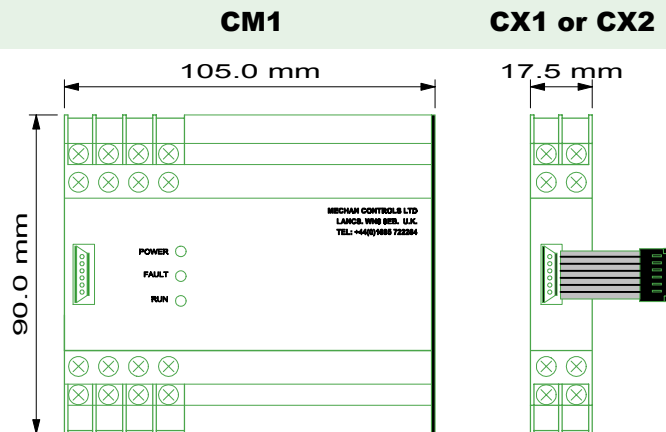 CM1
CX1 or CX2
105.0 mm
17.5 mm
90.0 mm
MECHAN CONTROLS LTD
LANCS. WN8 8EB. U.K.
TEL: +44(0)1695 722264
POWER
FAULT
RUN